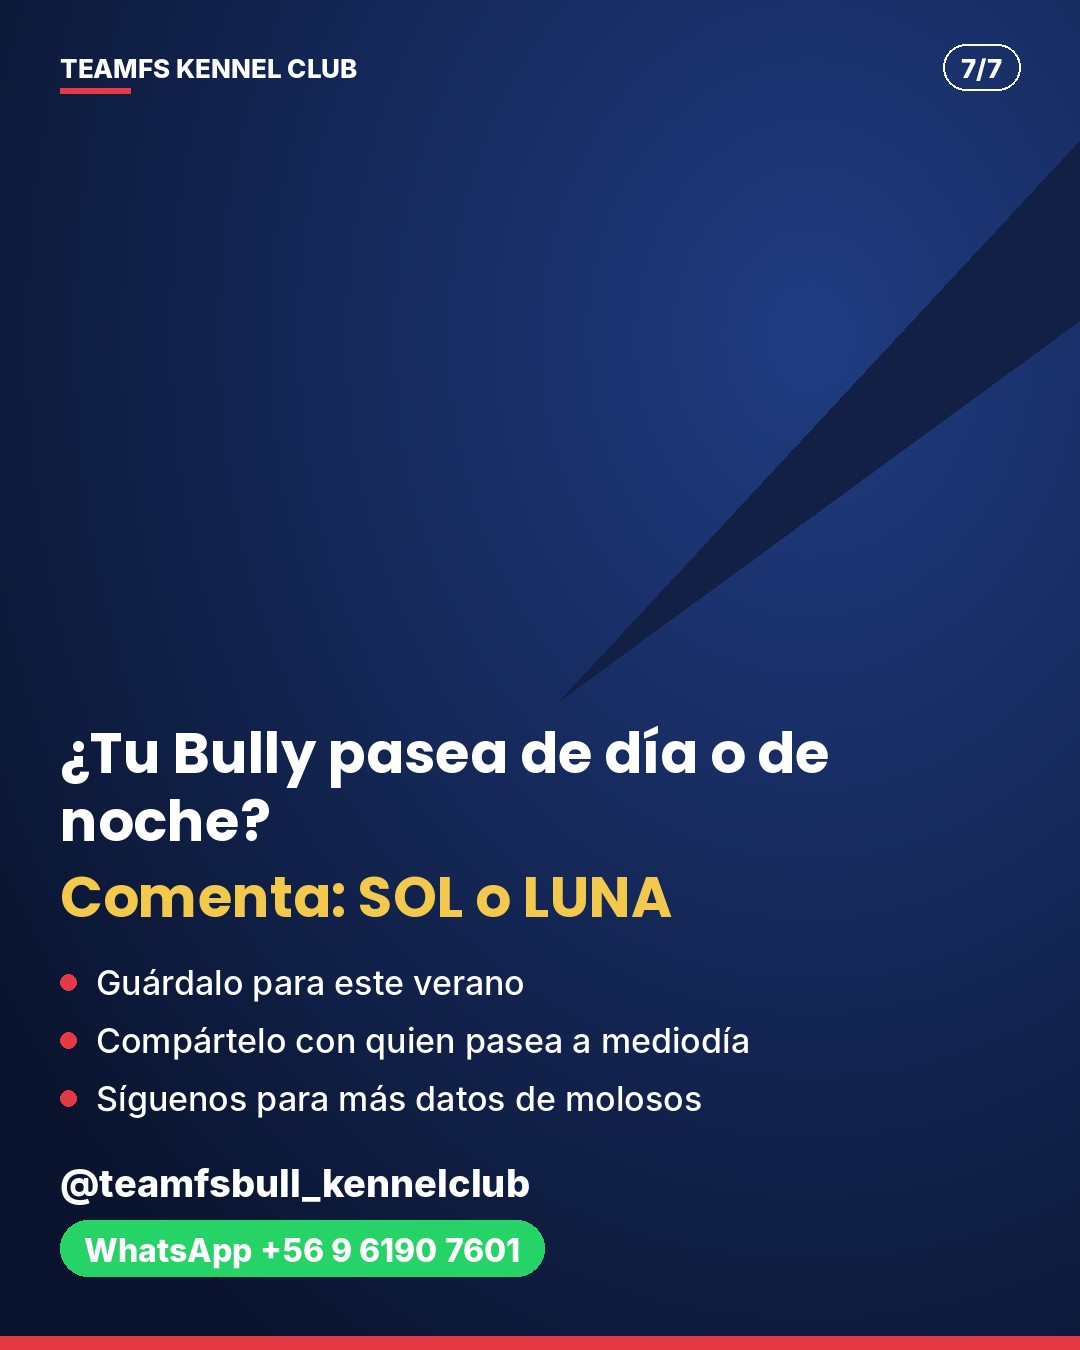 TEAMFS KENNEL CLUB
7/7
¿Tu Bully pasea de día o de
noche?
Comenta: SOL o LUNA
Guárdalo para este verano
Compártelo con quien pasea a mediodía
Síguenos para más datos de molosos
@teamfsbull_kennelclub
WhatsApp +56 9 6190 7601